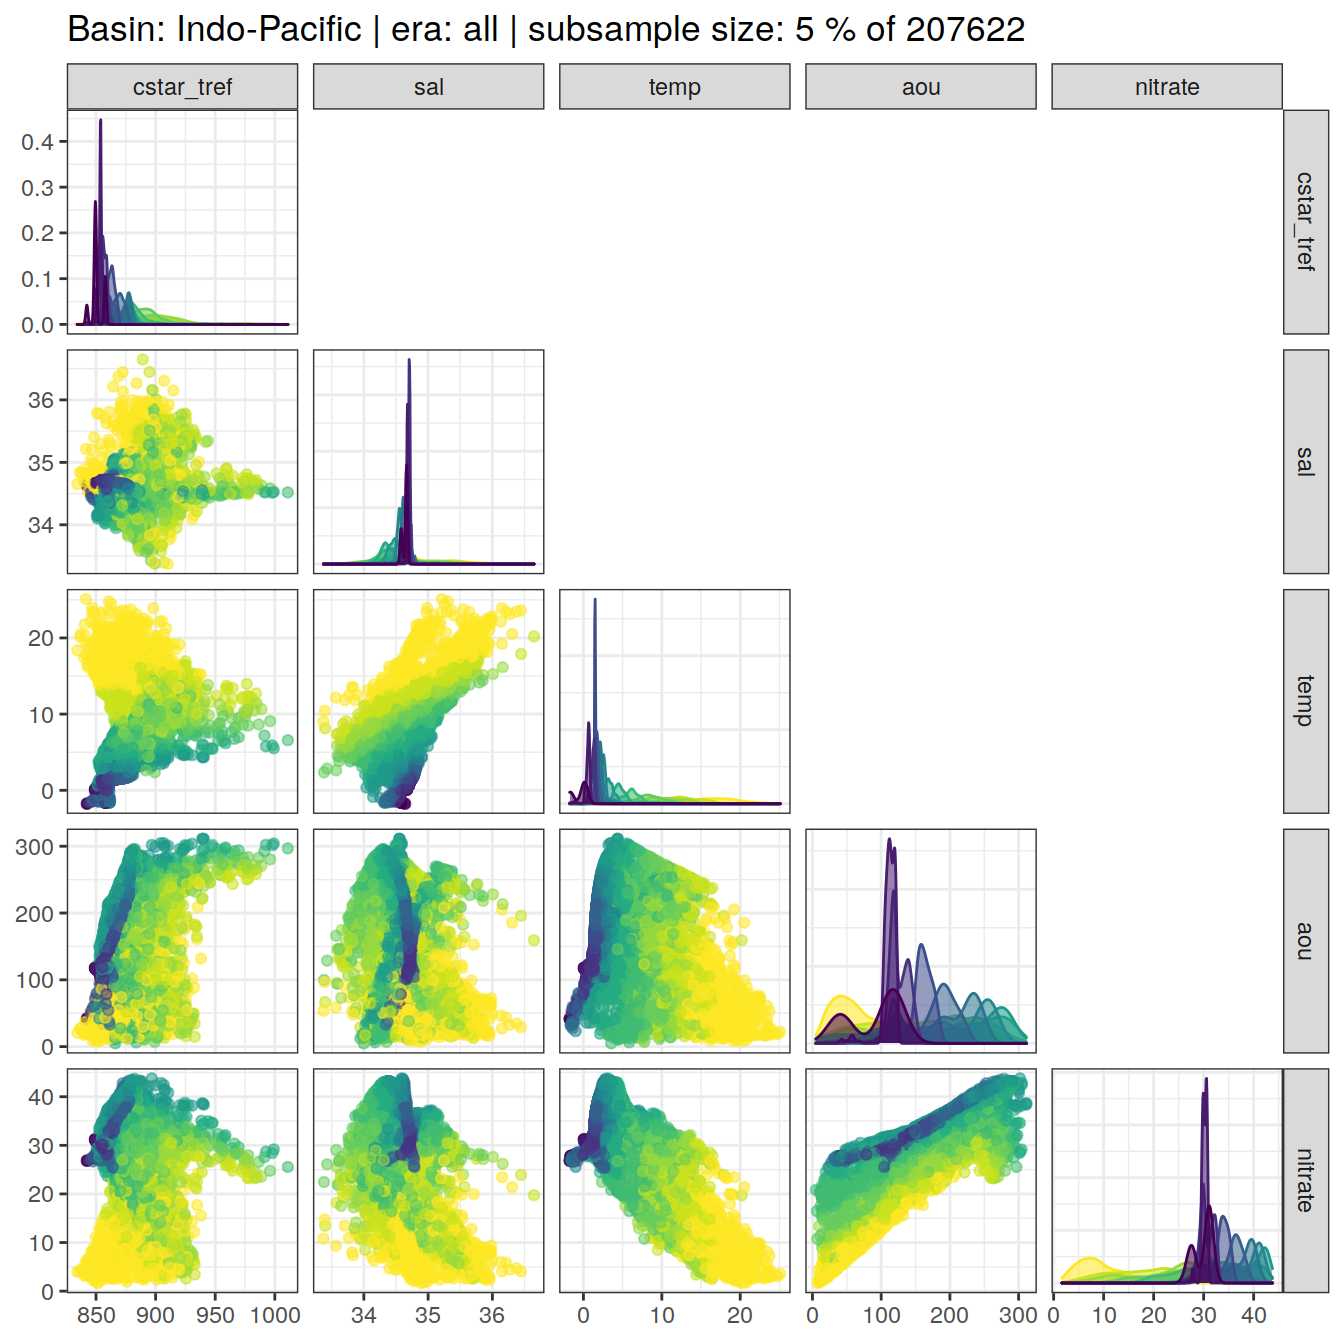 Basin: Indo-Pacific | era: all | subsample size: 5 % of 207622
cstar_tref sal temp aou nitrate
0.4
0.3
0.2
0.1
0.0
cstar_tref
36
35
34
sal
20
10
0
temp
300
200
100
0
aou
40
30
20
10
0
nitrate
850 900 950 1000 34 35 36 0 10 20 0 100 200 300 0 10 20 30 40